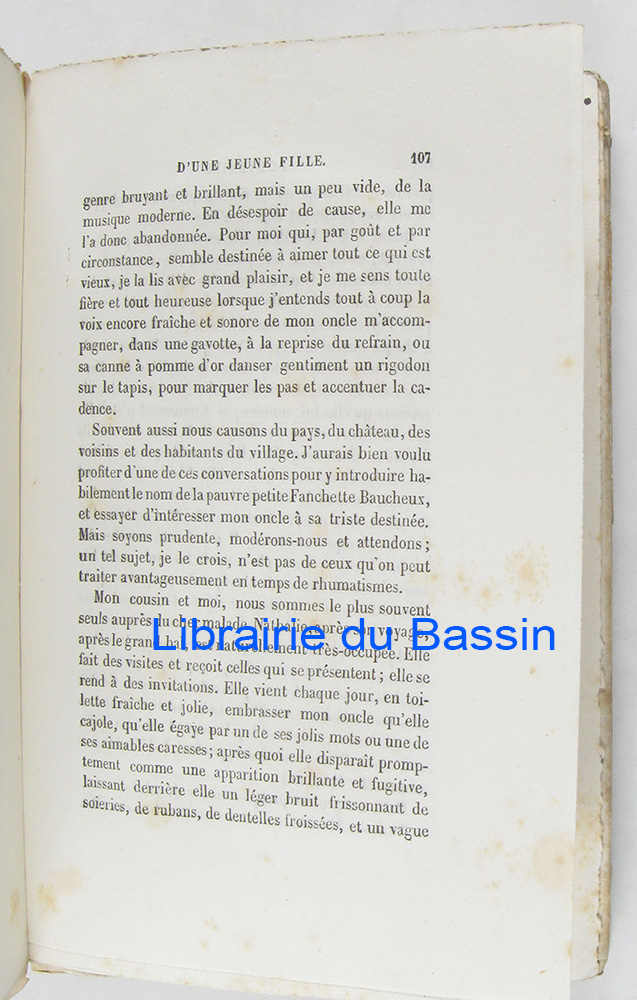 D'UNE JEUNE FILLE. 107
genre bruyant et brillant, mais un peu vide, de la
musique moderne. En désespoir de cause, elle me
l'a donc abandonnée. Pour moi qui, par goût et par
circonstance, semble destinée à aimer tout ce qui est
vieux, je la lis avec grand plaisir, et je me sens toute
fière et tout heureuse lorsque j'entends tout à coup la
voix encore fraîche et sonore de mon oncle m'accom-
pagner, dans une gavotte, à la reprise du refrain, ou
sa canne à pomme d'or danser gentiment un rigodon
sur le tapis, pour marquer les pas et accentuer la ca-
dence.
Souvent aussi nous causons du pays, du château, des
voisins et des habitants du village. J'aurais bien voulu
profiter d'une de ces conversations pour y introduire ha-
bilement le nom de la pauvre petite Fanchette Baucheux,
et essayer d'intéresser mon oncle à sa triste destinée.
Mais soyons prudente, modérons-nous et attendons;
un tel sujet, je le crois, n'est pas de ceux qu'on peut
traiter avantageusement en temps de rhumatismes.
Mon cousin et moi, nous sommes le plus souvent
seuls auprès du cher malade. Nathalie, après son voyage,
après le grand bal, est naturellement très-occupée. Elle
Librairie du Bassin
fait des visites et reçoit celles qui se présentent; elle se
rend à des invitations. Elle vient chaque jour, en toi-
lette fraîche et jolie, embrasser mon oncle qu'elle
cajole, qu'elle égaye par un de ses jolis mots ou une de
ses aimables caresses; après quoi elle disparaît promp-
tement comme une apparition brillante et fugitive,
laissant derrière elle un léger bruit frissonnant de
soieries, de rubans, de dentelles froissées, et un vague